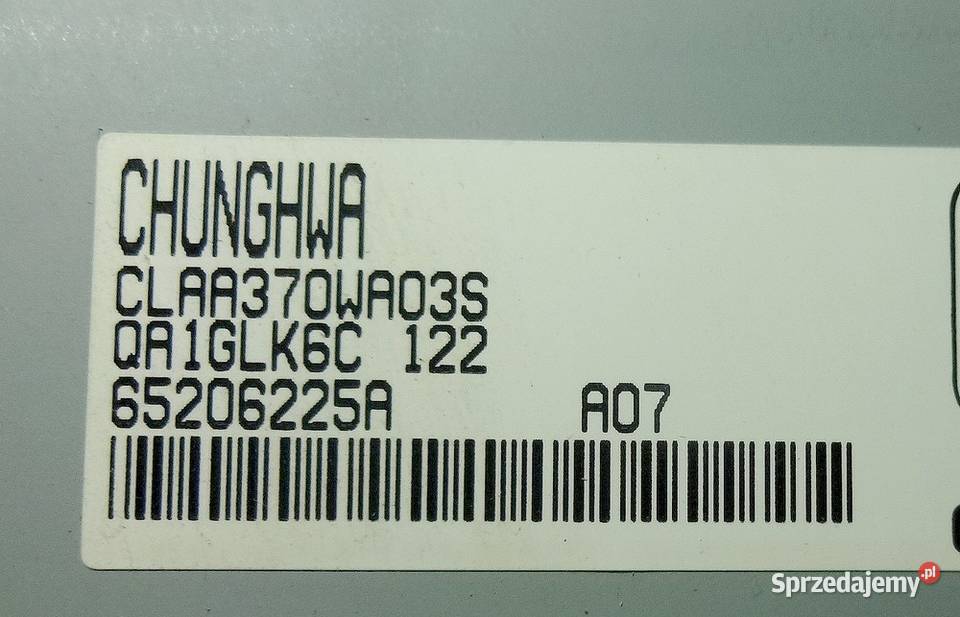 CHUNGHWA
CLAA370WA03S
QA1GLK6C 122
65206225A A07
Sprzedajemy.pl